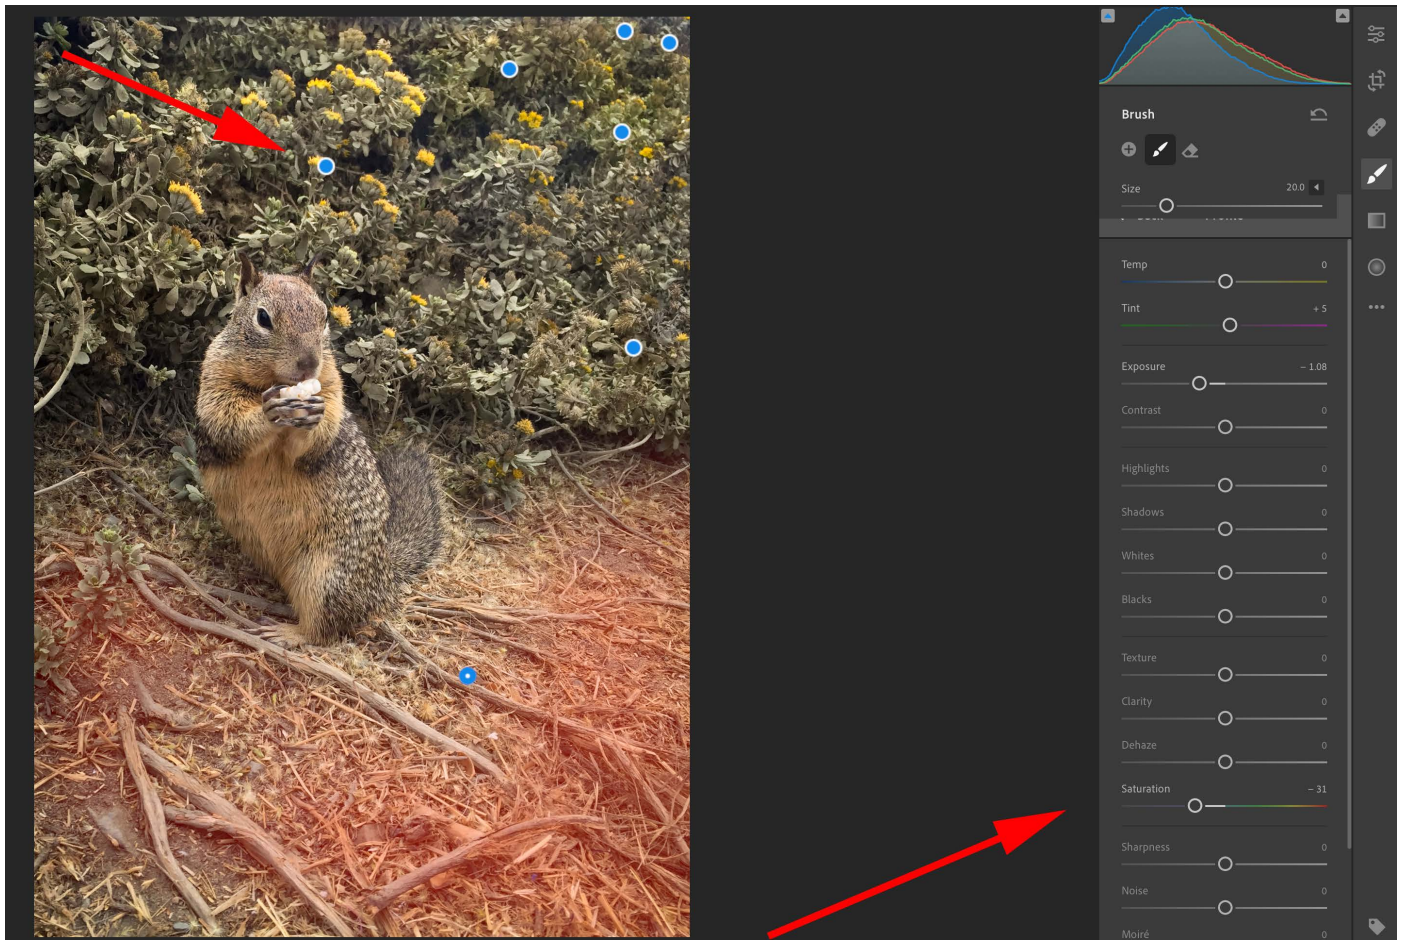 Brush
Size 20.0
Temp 0
Tint + 5
Exposure – 1.08
Contrast 0
Highlights 0
Shadows 0
Whites 0
Blacks 0
Texture 0
Clarity 0
Dehaze 0
Saturation – 31
Sharpness 0
Noise 0
Moiré 0